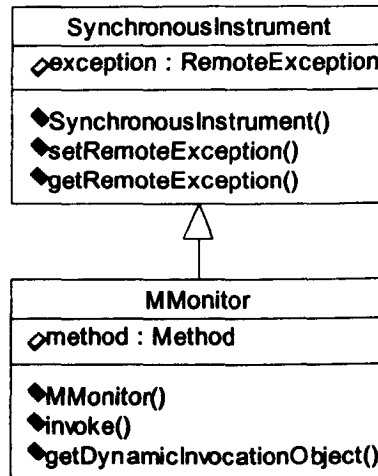 SynchronousInstrument
exception : RemoteException
SynchronousInstrument()
setRemoteException()
getRemoteException()
MMonitor
method : Method
MMonitor()
invoke()
getDynamicInvocationObject()